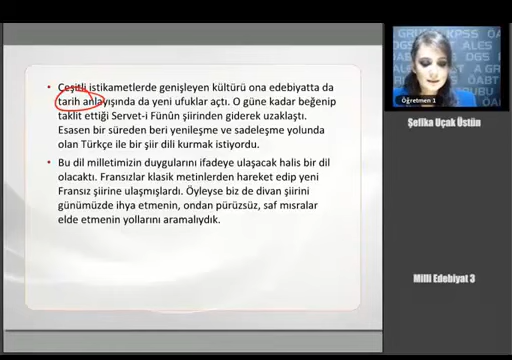 Çeşitli istikametlerde genişleyen kültürü ona edebiyatta da
tarih anlayışında da yeni ufuklar açtı. O güne kadar beğenip
taklit ettiği Servet-i Fünûn şiirinden giderek uzaklaştı.
Esasen bir süreden beri yenileşme ve sadeleşme yolunda
olan Türkçe ile bir şiir dili kurmak istiyordu.
Bu dil milletimizin duygularını ifadeye ulaşacak halis bir dil
olacaktı. Fransızlar klasik metinlerden hareket edip yeni
Fransız şiirine ulaşmışlardı. Öyleyse biz de divan şiirini
günümüzde ihya etmenin, ondan pürüzsüz, saf mısralar
elde etmenin yollarını aramalıydık.
KPSS
DGS
ALES
ÖABT
Öğretmen 1
Şefika Uçak Üstün
Milli Edebiyat 3